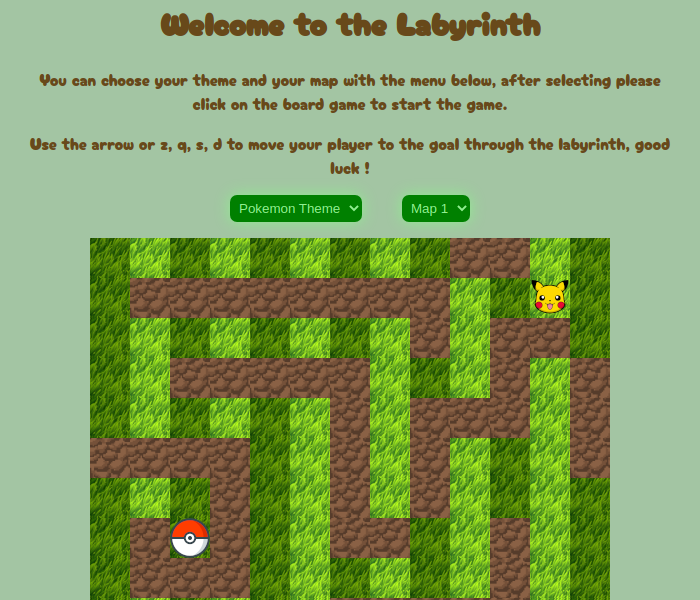 Welcome to the Labyrinth
You can choose your theme and your map with the menu below, after selecting please
click on the board game to start the game.
Use the arrow or z, q, s, d to move your player to the goal through the labyrinth, good
luck !
Pokemon Theme Map 1